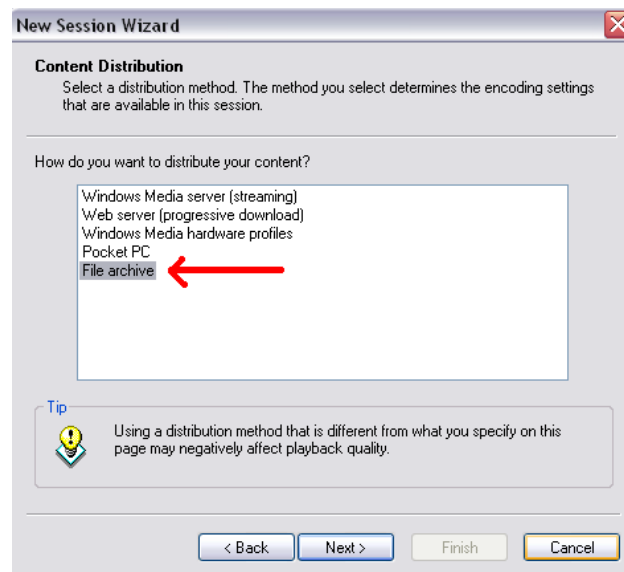 New Session Wizard
Content Distribution
Select a distribution method. The method you select determines the encoding settings
that are available in this session.
How do you want to distribute your content?
Windows Media server (streaming)
Web server (progressive download)
Windows Media hardware profiles
Pocket PC
File archive
Tip
Using a distribution method that is different from what you specify on this
page may negatively affect playback quality.
< Back
Next >
Finish
Cancel